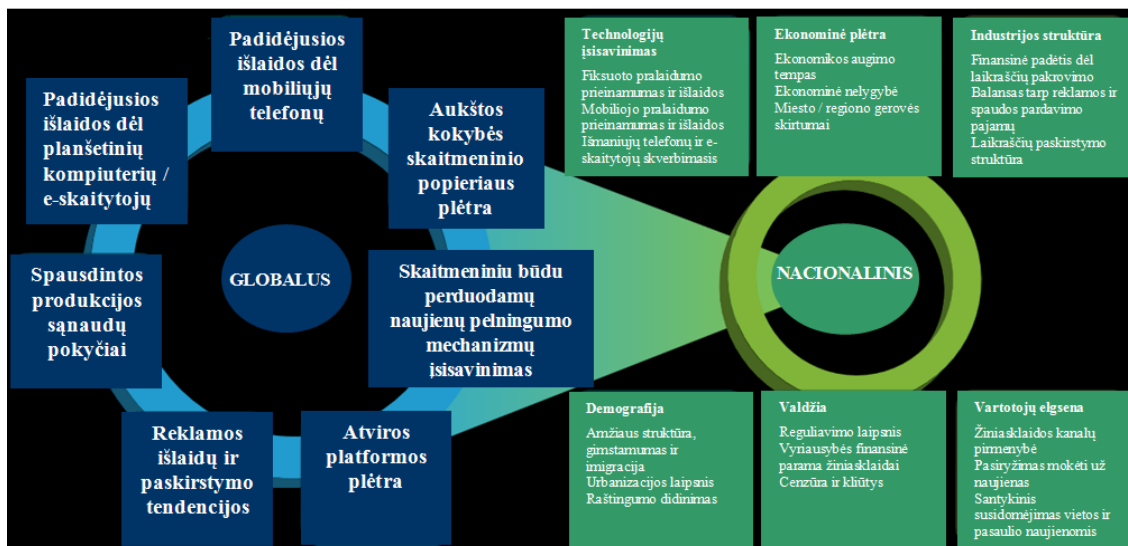 Padidėjusios
išlaidos dėl
mobiliųjų
telefonų
Padidėjusios
išlaidos dėl
planšetinių
kompiuterių /
e-skaitytojų
Aukštos
kokybės
skaitmeninio
popieriaus
plėtra
Spausdintos
produkcijos
sąnaudų
pokyčiai
GLOBALUS
Skaitmeniniu būdu
perduodamų
naujienų pelningumo
mechanizmų
įsisavinimas
Reklamos
išlaidų ir
paskirstymo
tendencijos
Atviros
platformos
plėtra
Technologijų
įsisavinimas
Fiksuoto pralaidumo
prieinamumas ir išlaidos
Mobiliojo pralaidumo
prieinamumas ir išlaidos
Išmaniųjų telefonų ir e-
skaitytojų skverbimasis
Ekonominė plėtra
Ekonomikos augimo
tempas
Ekonominė nelygybė
Miesto / regiono gerovės
skirtumai
Industrijos struktūra
Finansinė padėtis dėl
laikraščių pakrovimo
Balansas tarp reklamos ir
spaudos pardavimo
pajamų
Laikraščių paskirstymo
struktūra
NACIONALINIS
Demografija
Amžiaus struktūra,
gimstamumas ir
imigracija
Urbanizacijos laipsnis
Raštingumo didinimas
Valdžia
Reguliavimo laipsnis
Vyriausybės finansinė
parama žiniasklaidai
Cenzūra ir kliūtys
Vartotojų elgsena
Žiniasklaidos kanalų
pirmenybė
Pasiryžimas mokėti už
naujienas
Santykinis
susidomėjimas vietos ir
pasaulio naujienomis